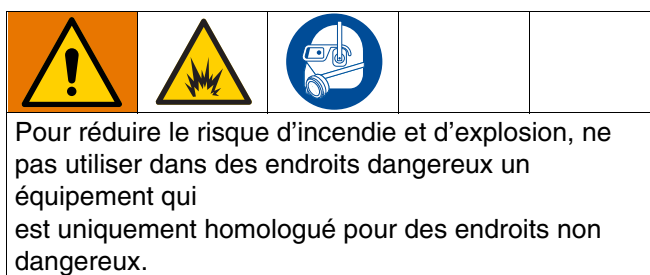 Pour réduire le risque d’incendie et d’explosion, ne
pas utiliser dans des endroits dangereux un
équipement qui
est uniquement homologué pour des endroits non
dangereux.